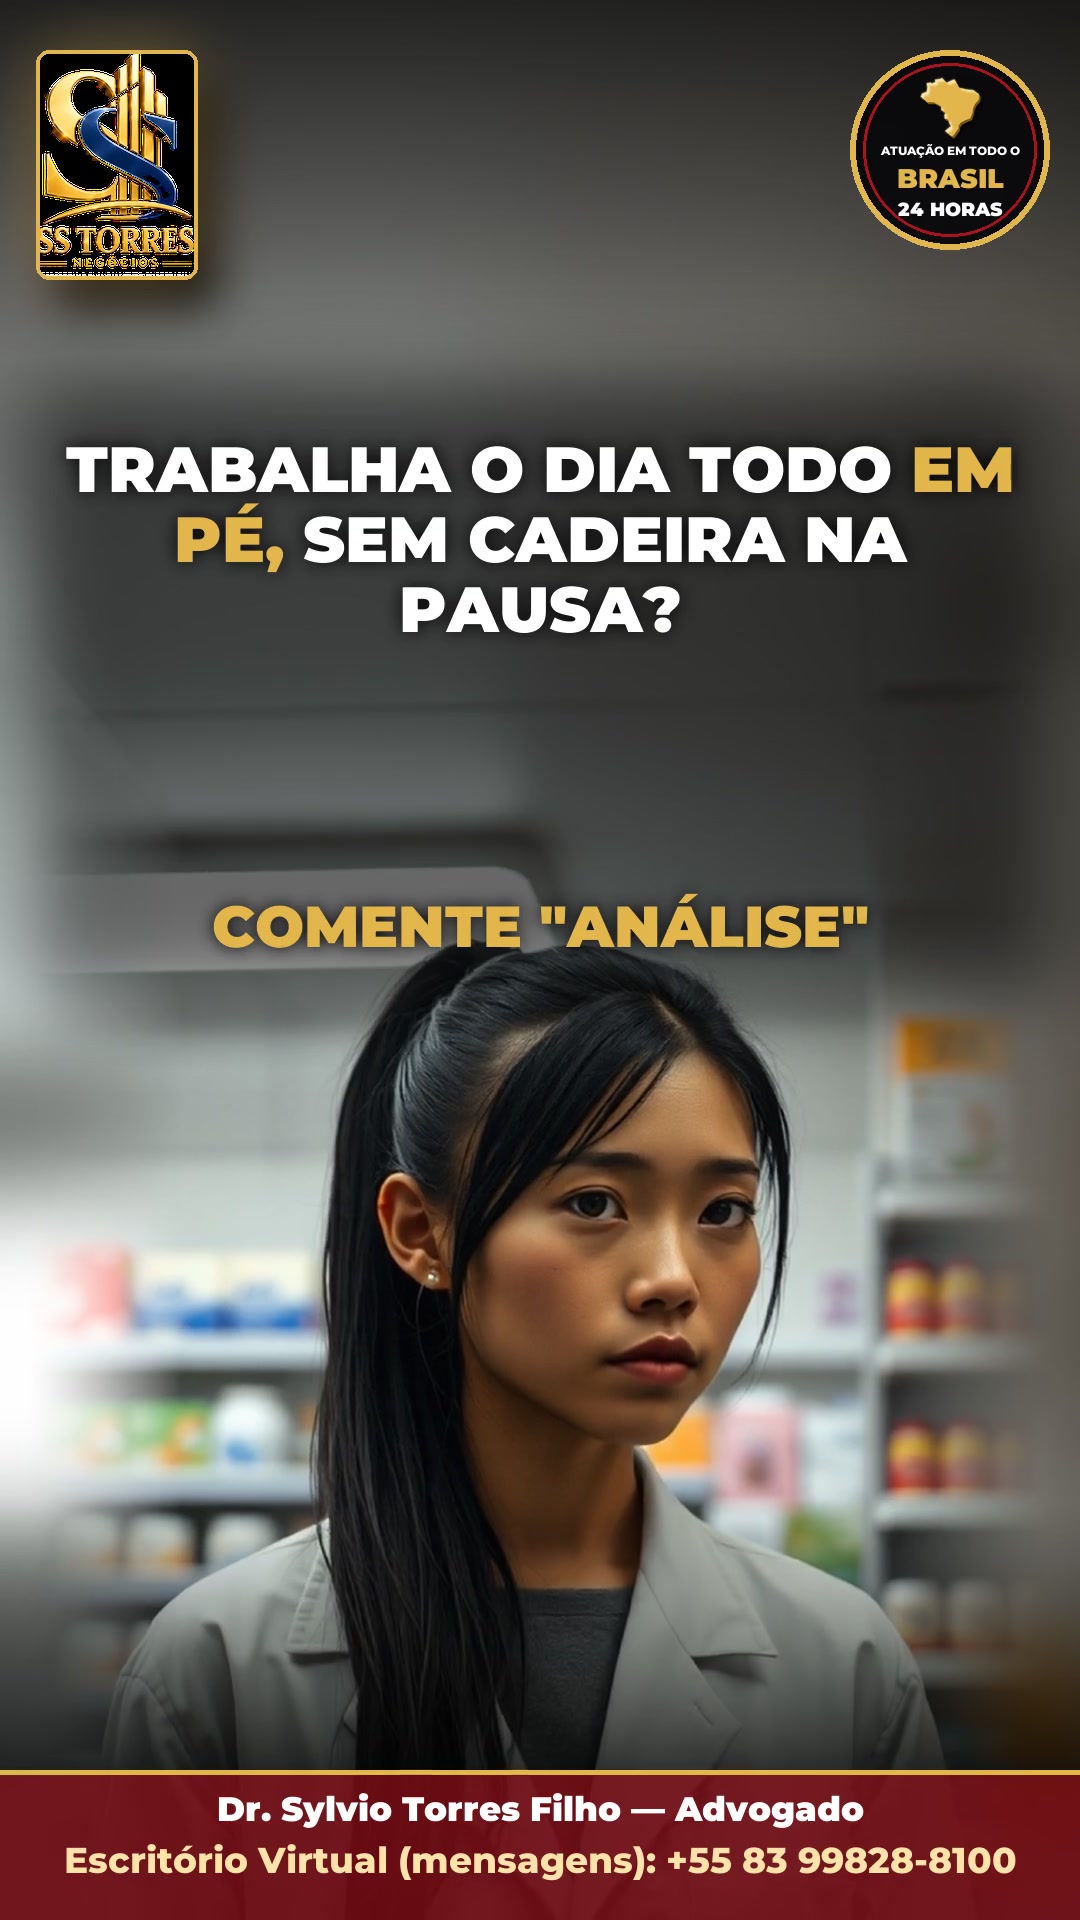 SS TORRES
NEGÓCIOS
ATUAÇÃO EM TODO O
BRASIL
24 HORAS
TRABALHA O DIA TODO EM
PÉ, SEM CADEIRA NA
PAUSA?
COMENTE "ANÁLISE"
Dr. Sylvio Torres Filho — Advogado
Escritório Virtual (mensagens): +55 83 99828-8100